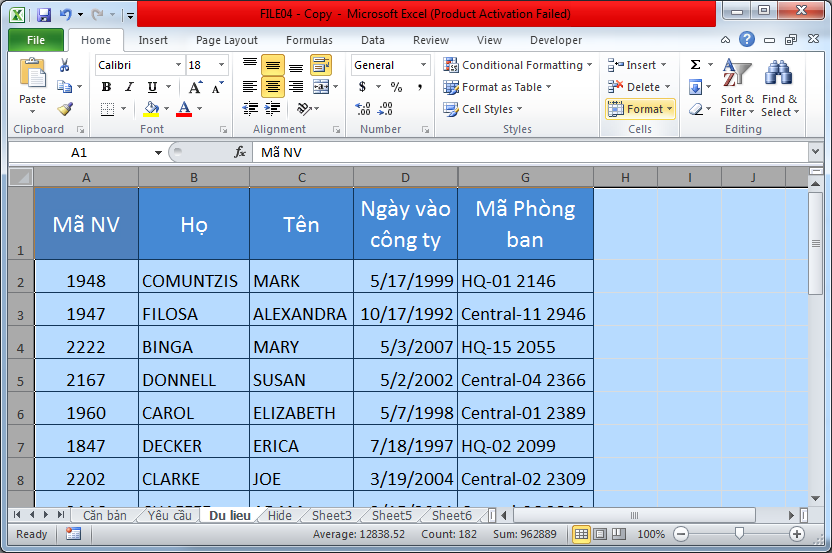 FILE04 - Copy - Microsoft Excel (Product Activation Failed)
File Home Insert Page Layout Formulas Data Review View Developer
Calibri 18 General Conditional Formatting Insert Σ
Paste B I U A A $ % , Format as Table Delete Sort & Filter Find & Select
Cell Styles Format
Clipboard Font Alignment Number Styles Cells Editing
A1 fx Mã NV
A B C D G H I J
1 Mã NV Họ Tên Ngày vào công ty Mã Phòng ban
2 1948 COMUNTZIS MARK 5/17/1999 HQ-01 2146
3 1947 FILOSA ALEXANDRA 10/17/1992 Central-11 2946
4 2222 BINGA MARY 5/3/2007 HQ-15 2055
5 2167 DONNELL SUSAN 5/2/2002 Central-04 2366
6 1960 CAROL ELIZABETH 5/7/1998 Central-01 2389
7 1847 DECKER ERICA 7/18/1997 HQ-02 2099
8 2202 CLARKE JOE 3/19/2004 Central-02 2309
Căn bản Yêu cầu Du lieu Hide Sheet3 Sheet5 Sheet6
Ready Average: 12838.52 Count: 182 Sum: 962889 100%